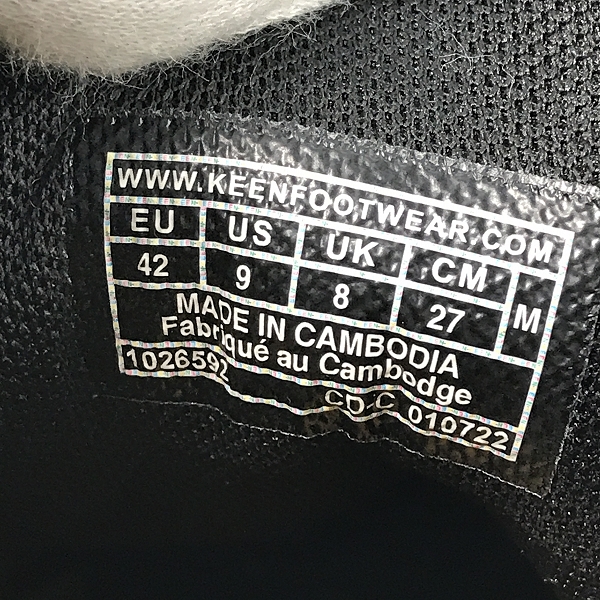 WWW.KEENFOOTWEAR.COM
EU US UK CM M
42 9 8 27
MADE IN CAMBODIA
Fabriqué au Cambodge
1026592 CD-C 010722